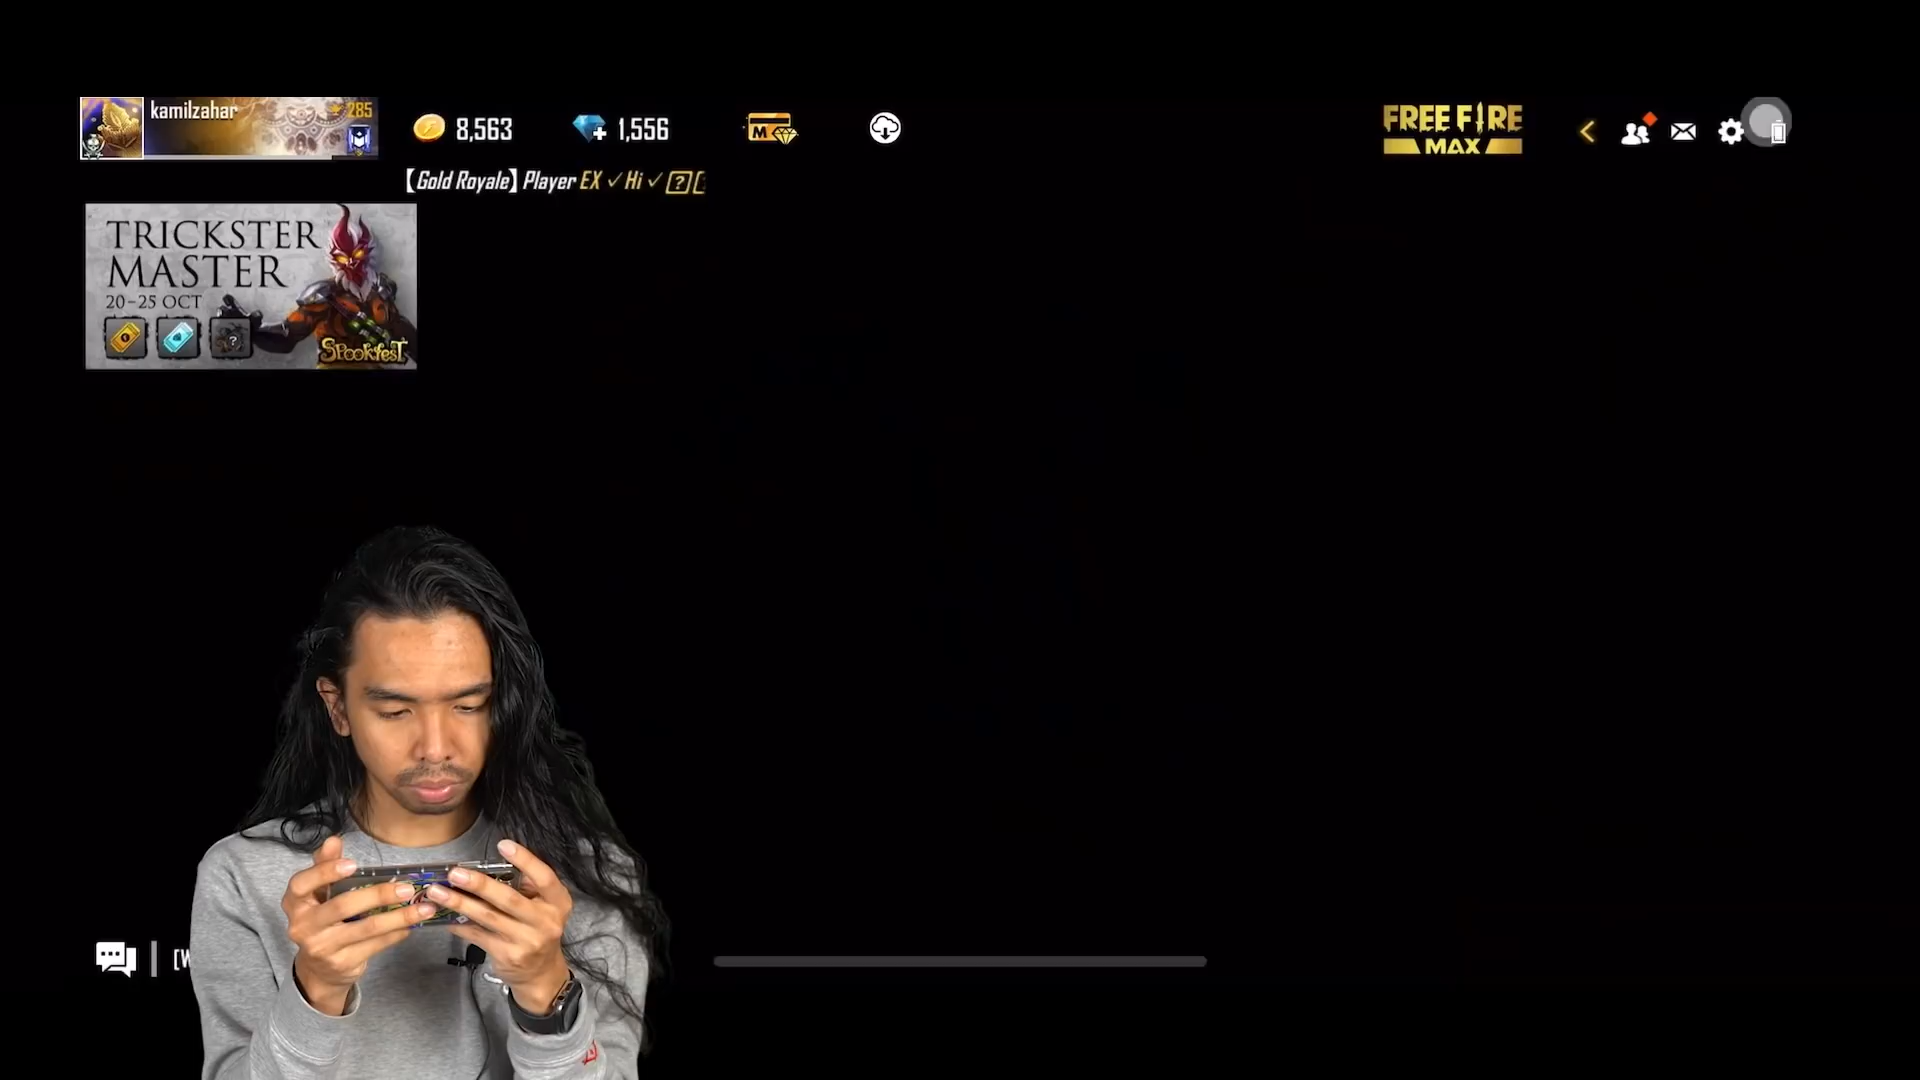 kamilzahar
285
8,563
1,556
M
FREE FIRE
MAX
【Gold Royale】 Player EX ✓ Hi ✓ ?
TRICKSTER
MASTER
20-25 OCT
?
SPOOKFEST
[W